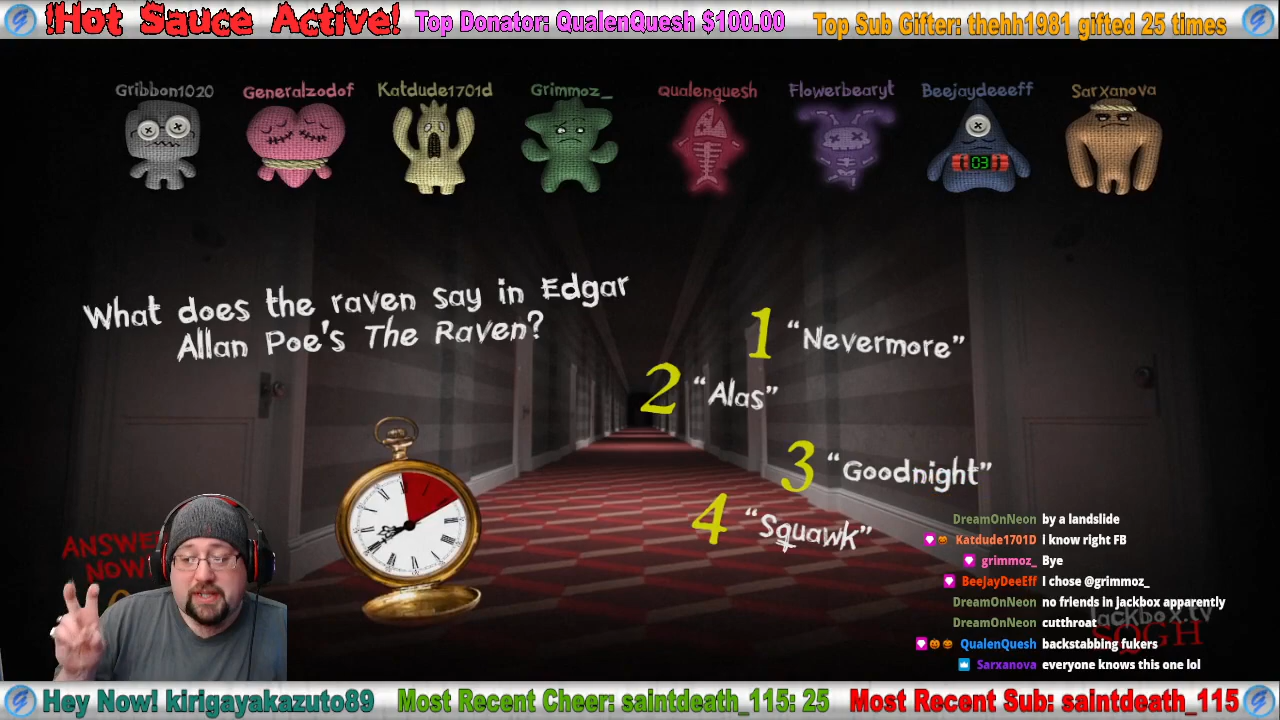 !Hot Sauce Active!
Top Donator: QualenQuesh $100.00
Top Sub Gifter: thehh1981 gifted 25 times
Gribbon1020
Generalzodof
Katdude1701d
Grimmoz_
Qualenquesh
Flowerbearyt
Beejaydeeeff
Sarxanova
03
What does the raven say in Edgar
Allan Poe's The Raven?
1 "Nevermore"
2 "Alas"
3 "Goodnight"
4 "Squawk"
NOW
DreamOnNeon by a landslide
Katdude1701D I know right FB
grimmoz_ Bye
BeeJayDeeEff I chose @grimmoz_
DreamOnNeon no friends in jackbox apparently
DreamOnNeon cutthroat
QualenQuesh backstabbing fukers
Sarxanova everyone knows this one lol
Jackbox.tv
SQGH
Hey Now! kirigayakazuto89
Most Recent Cheer: saintdeath_115: 25
Most Recent Sub: saintdeath_115